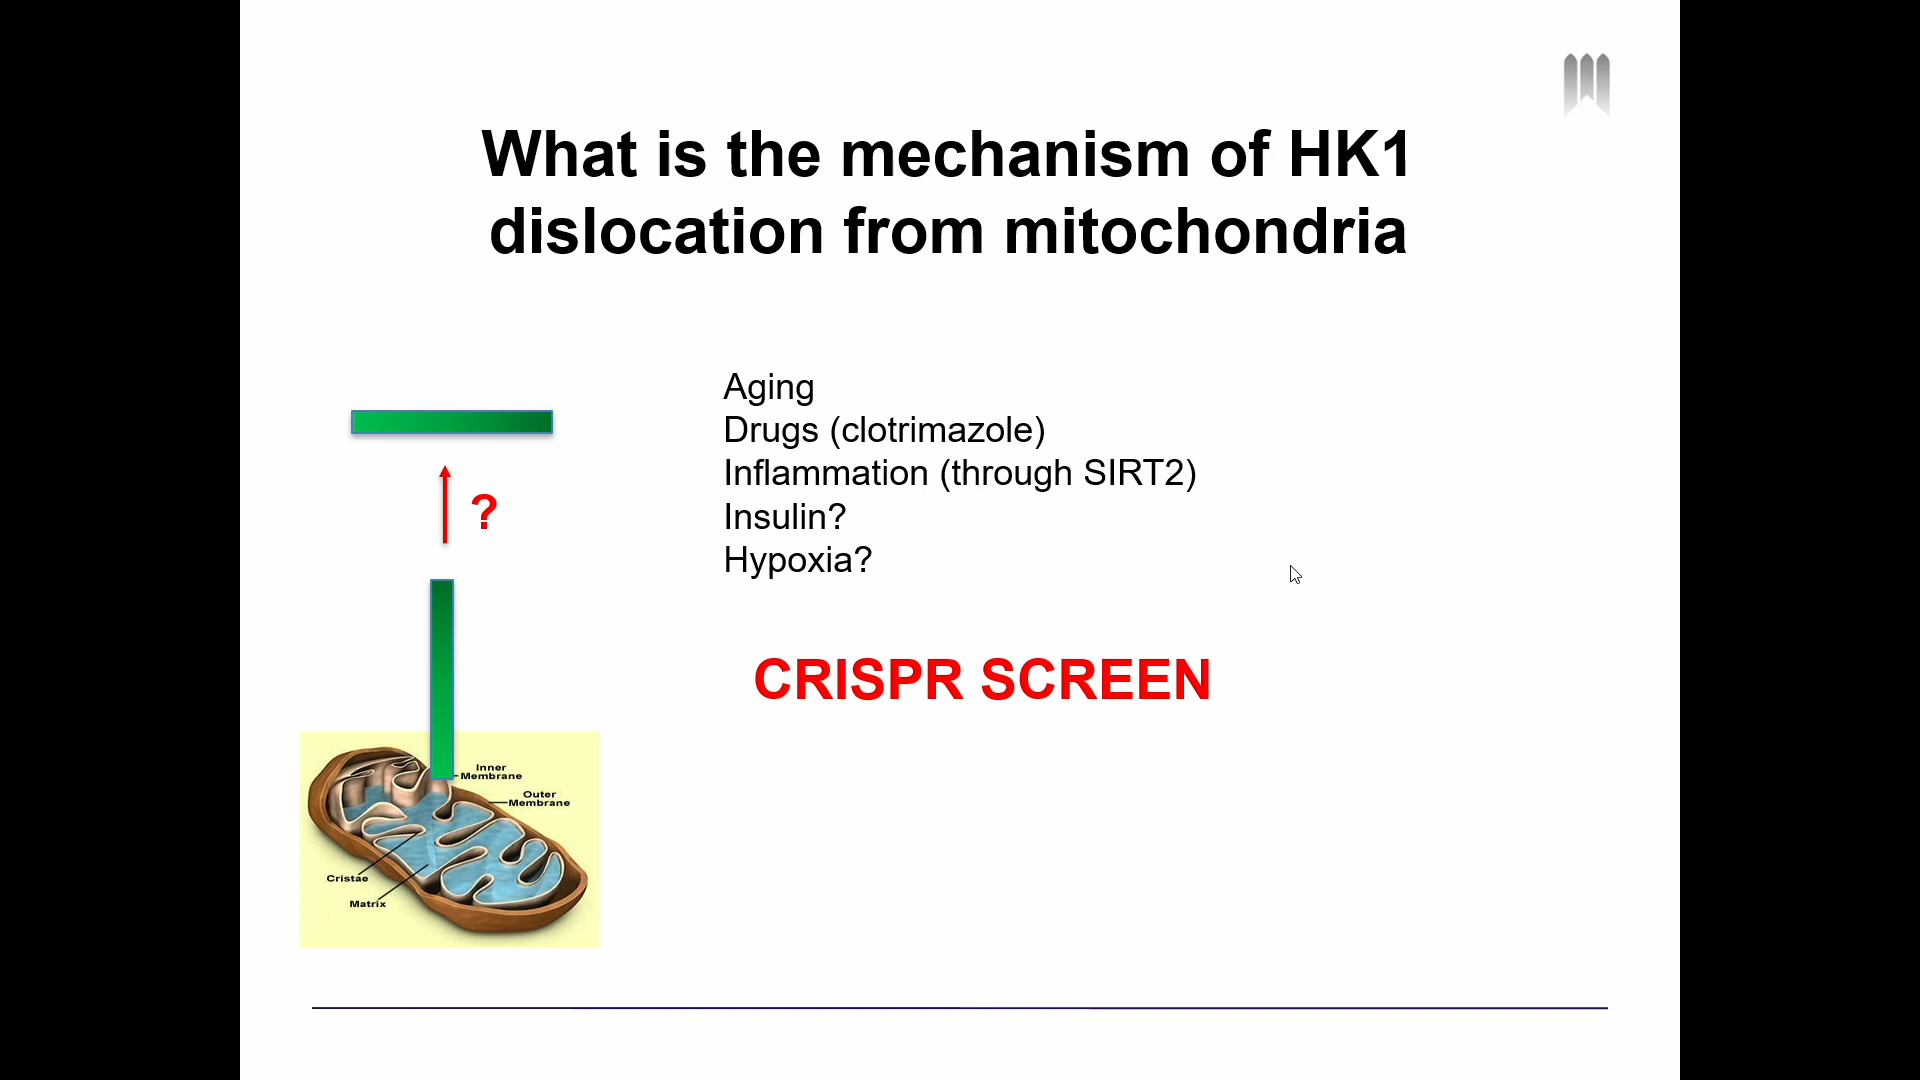 What is the mechanism of HK1
dislocation from mitochondria
Aging
Drugs (clotrimazole)
Inflammation (through SIRT2)
Insulin?
Hypoxia?
?
CRISPR SCREEN
Inner
Membrane
Outer
Membrane
Cristae
Matrix